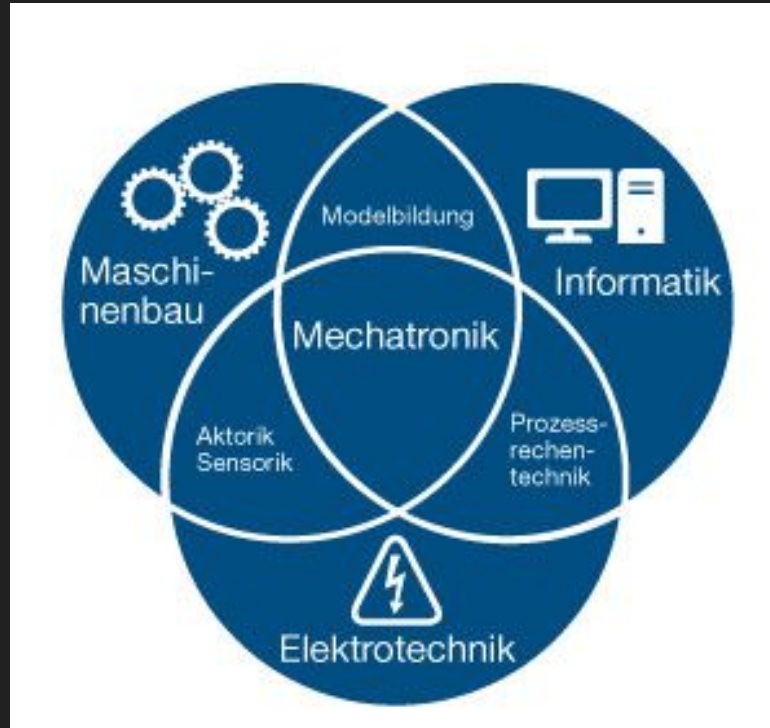 Modelbildung
Maschi-
nenbau
Informatik
Mechatronik
Aktorik
Sensorik
Prozess-
rechen-
technik
Elektrotechnik